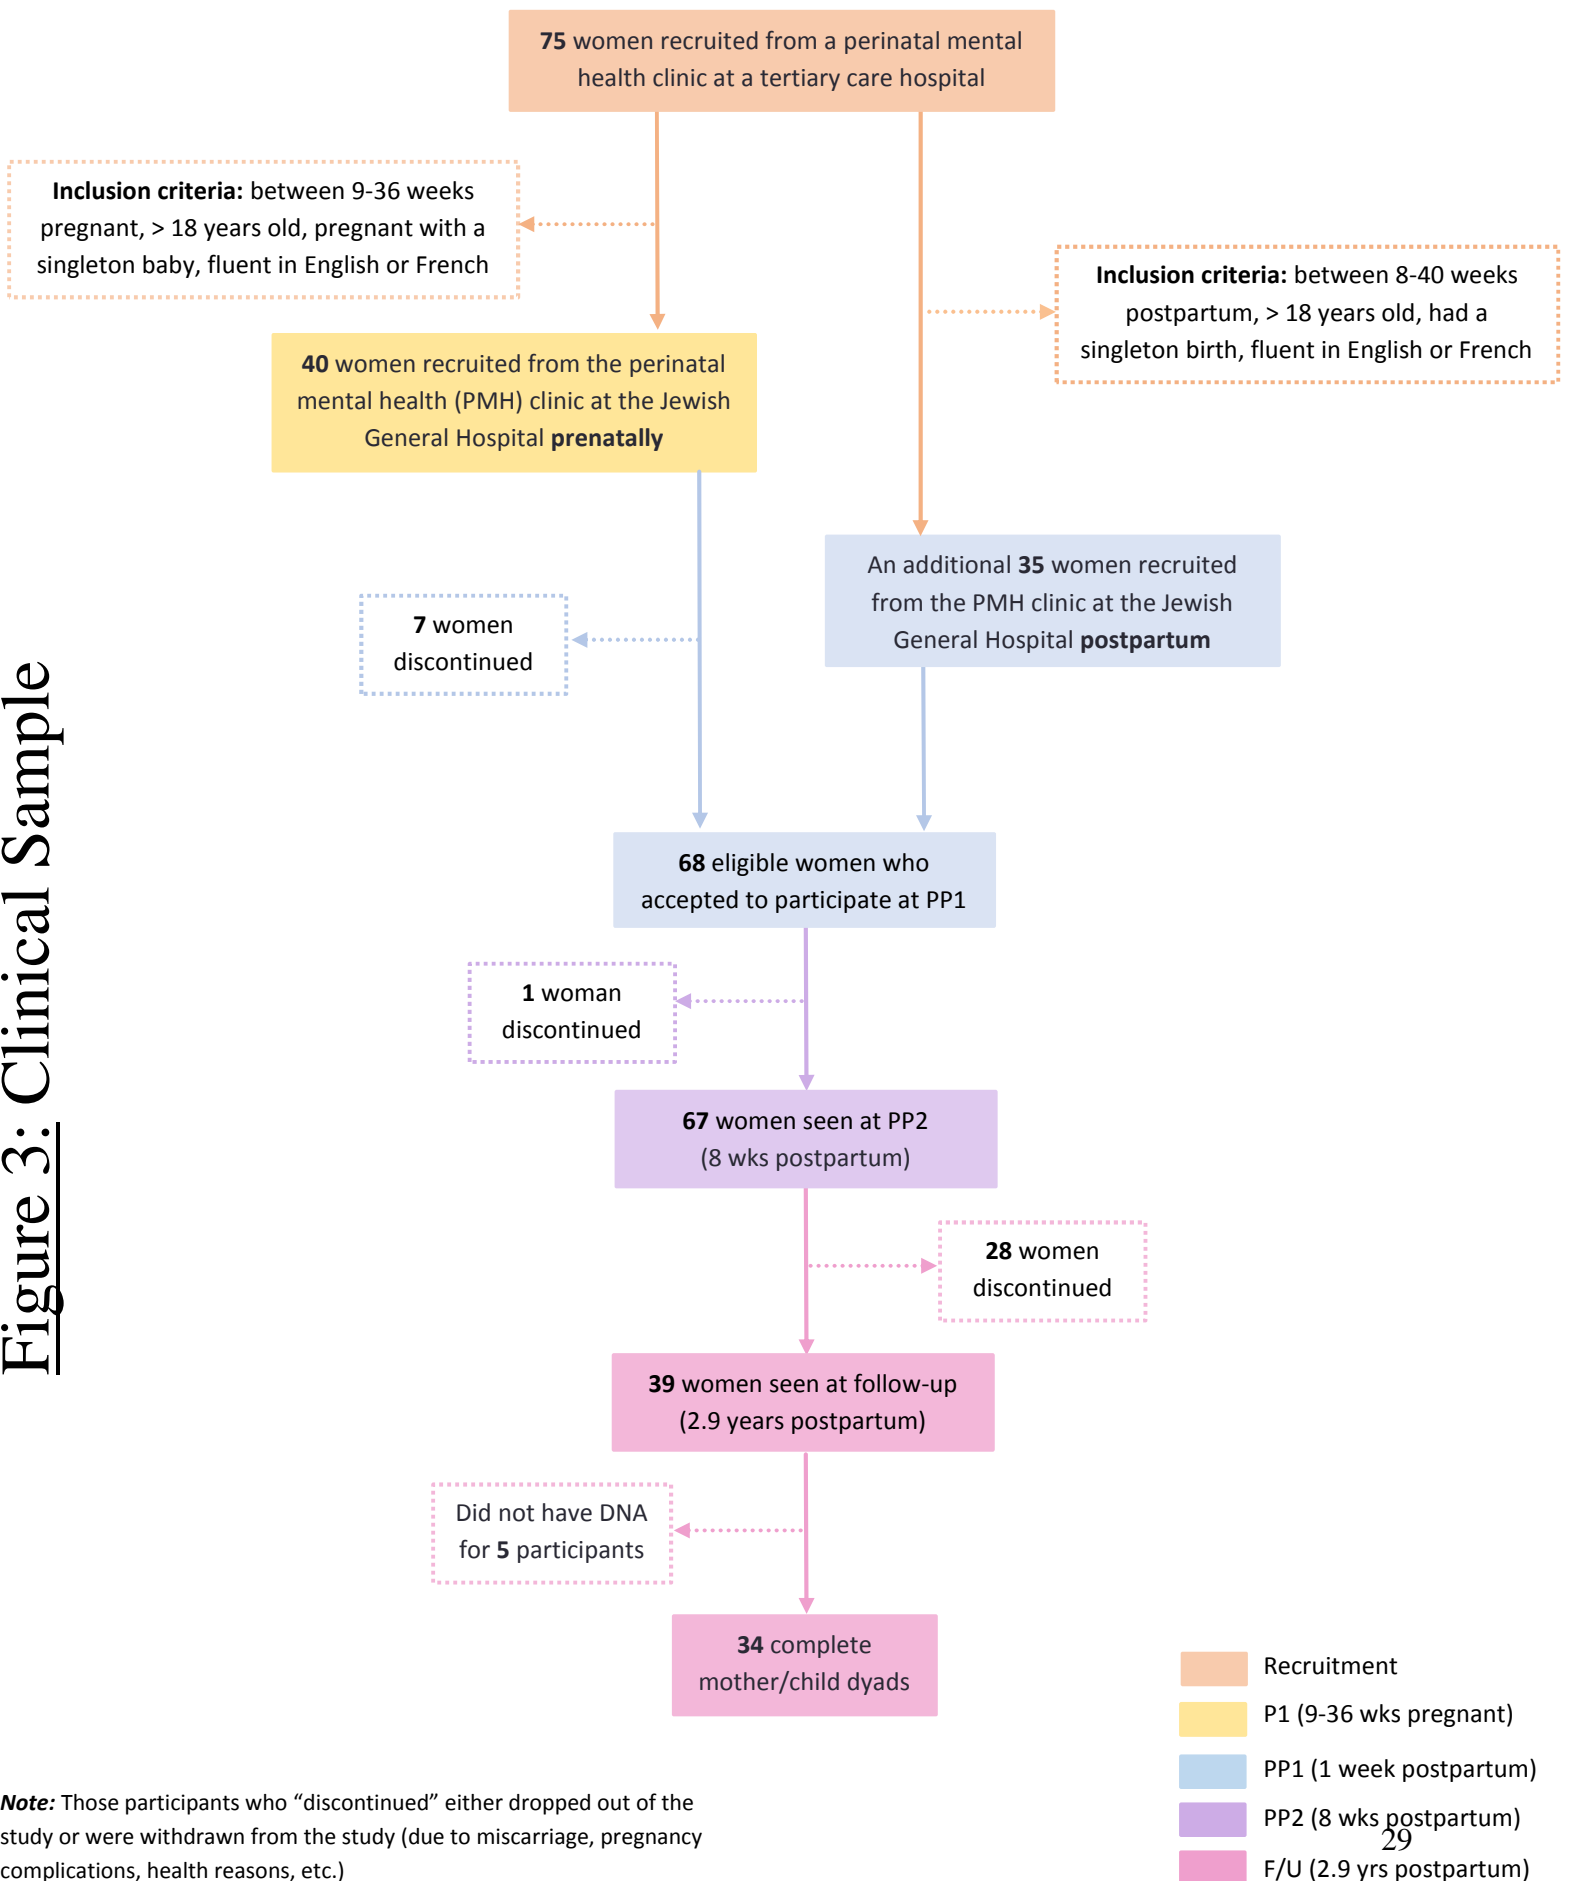 75 women recruited from a perinatal mental
health clinic at a tertiary care hospital
Inclusion criteria: between 9-36 weeks
pregnant, > 18 years old, pregnant with a
singleton baby, fluent in English or French
Inclusion criteria: between 8-40 weeks
postpartum, > 18 years old, had a
singleton birth, fluent in English or French
40 women recruited from the perinatal
mental health (PMH) clinic at the Jewish
General Hospital prenatally
An additional 35 women recruited
from the PMH clinic at the Jewish
General Hospital postpartum
7 women
discontinued
68 eligible women who
accepted to participate at PP1
1 woman
discontinued
67 women seen at PP2
(8 wks postpartum)
28 women
discontinued
39 women seen at follow-up
(2.9 years postpartum)
Did not have DNA
for 5 participants
34 complete
mother/child dyads
Figure 3: Clinical Sample
Recruitment
P1 (9-36 wks pregnant)
PP1 (1 week postpartum)
PP2 (8 wks postpartum)
F/U (2.9 yrs postpartum)
Note: Those participants who “discontinued” either dropped out of the
study or were withdrawn from the study (due to miscarriage, pregnancy
complications, health reasons, etc.)
29